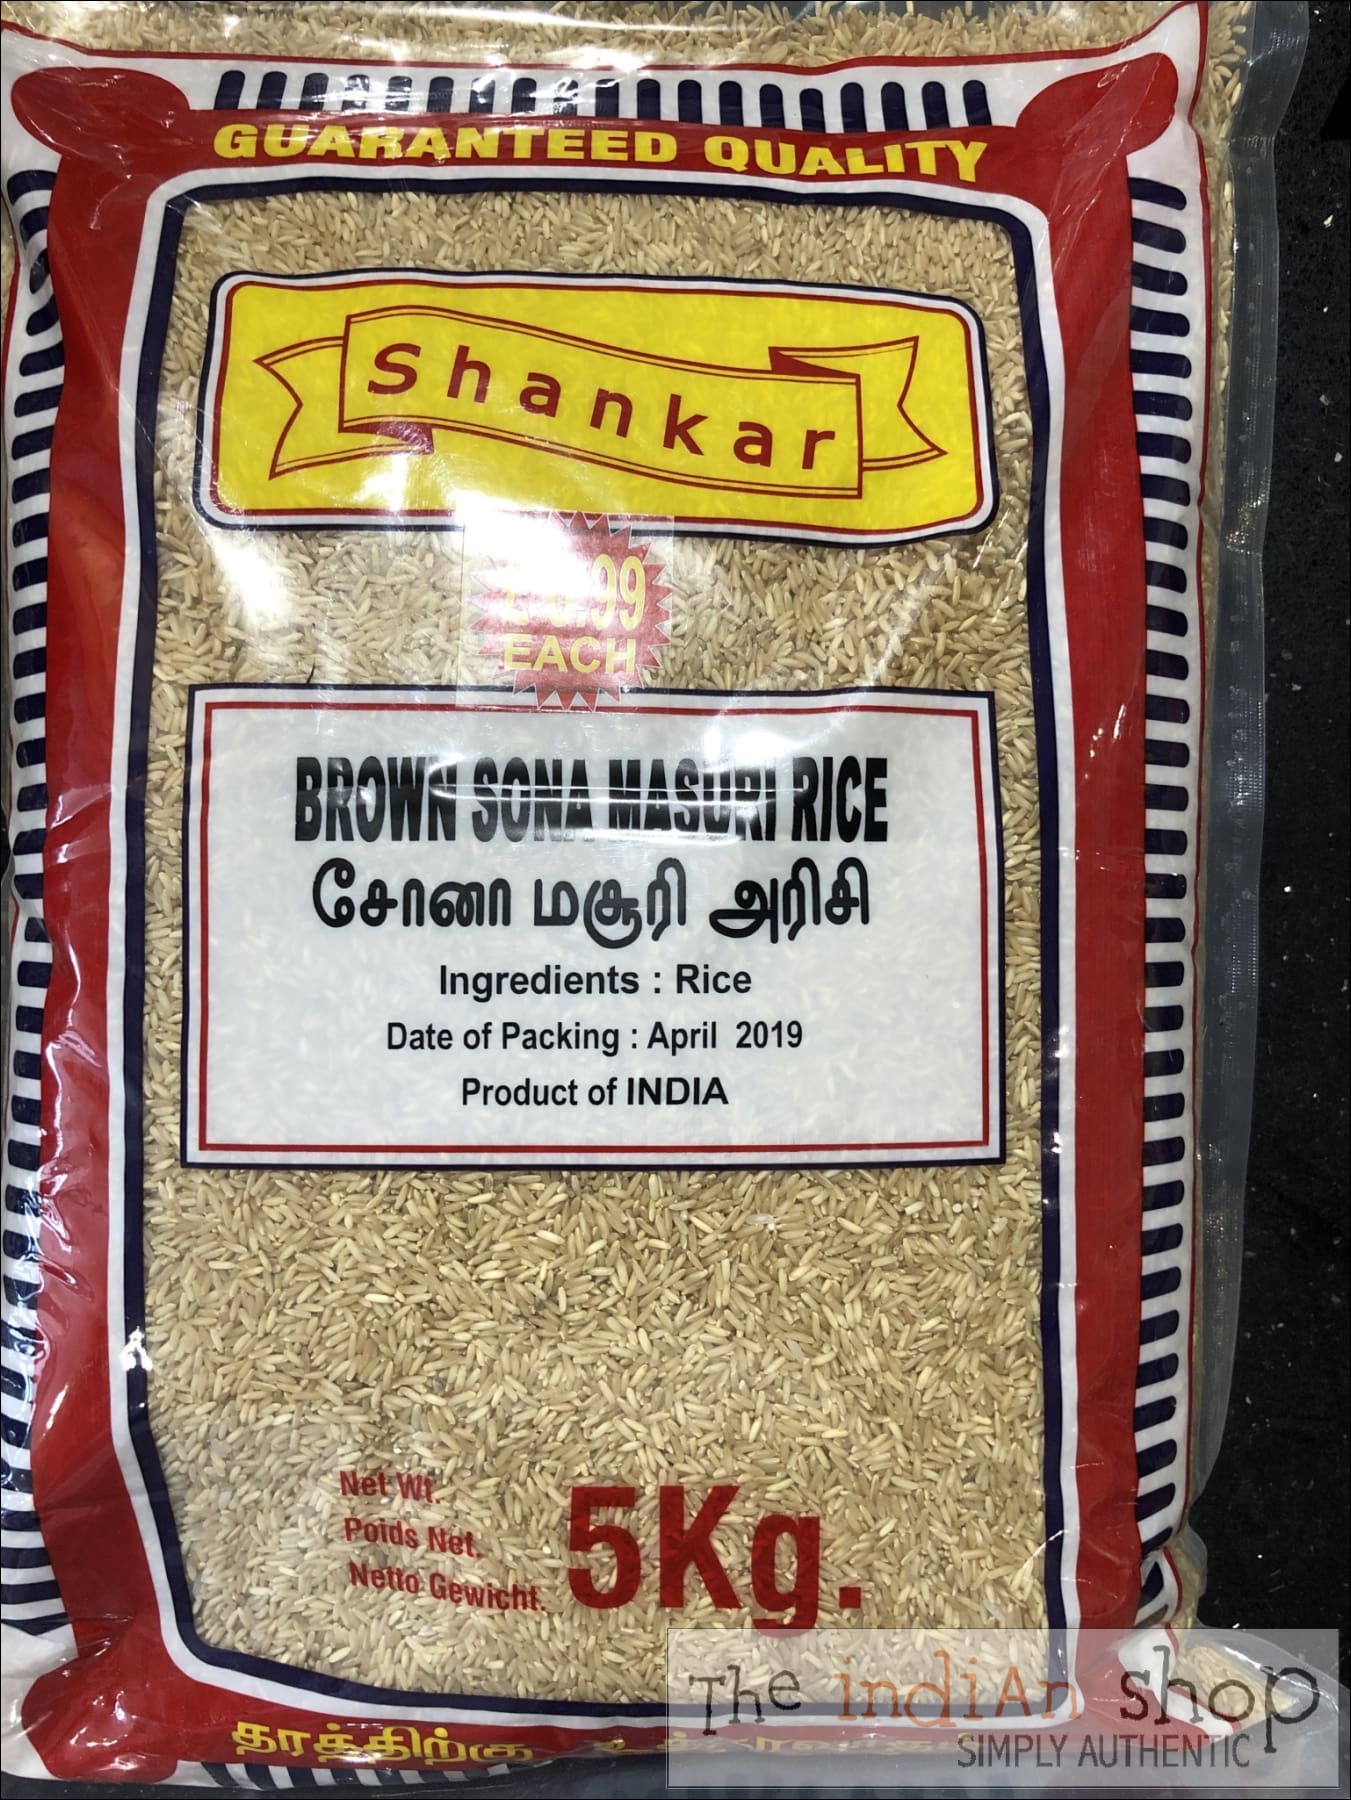 GUARANTEED QUALITY
Shankar
EACH
BROWN SONA MASURI RICE
சோனா மசூரி அரிசி
Ingredients : Rice
Date of Packing : April 2019
Product of INDIA
Net Wt.
Poids Net.
Netto Gewicht.
5Kg.
தரத்திற்கு
The indiAn shop
SIMPLY AUTHENTIC